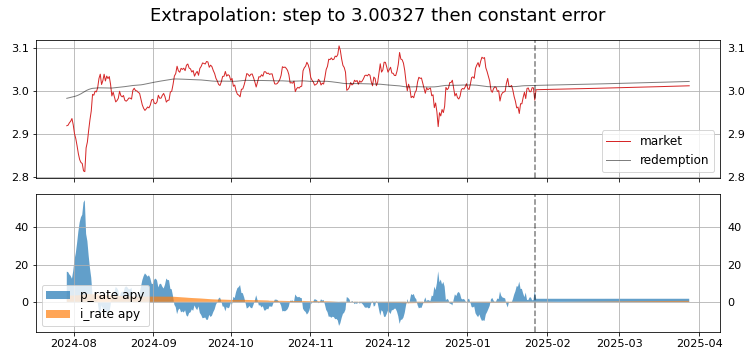 Extrapolation: step to 3.00327 then constant error
3.1 3.1
3.0 3.0
2.9 2.9
2.8 2.8
market
redemption
40 40
20 20
0 0
p_rate apy
i_rate apy
2024-08 2024-09 2024-10 2024-11 2024-12 2025-01 2025-02 2025-03 2025-04